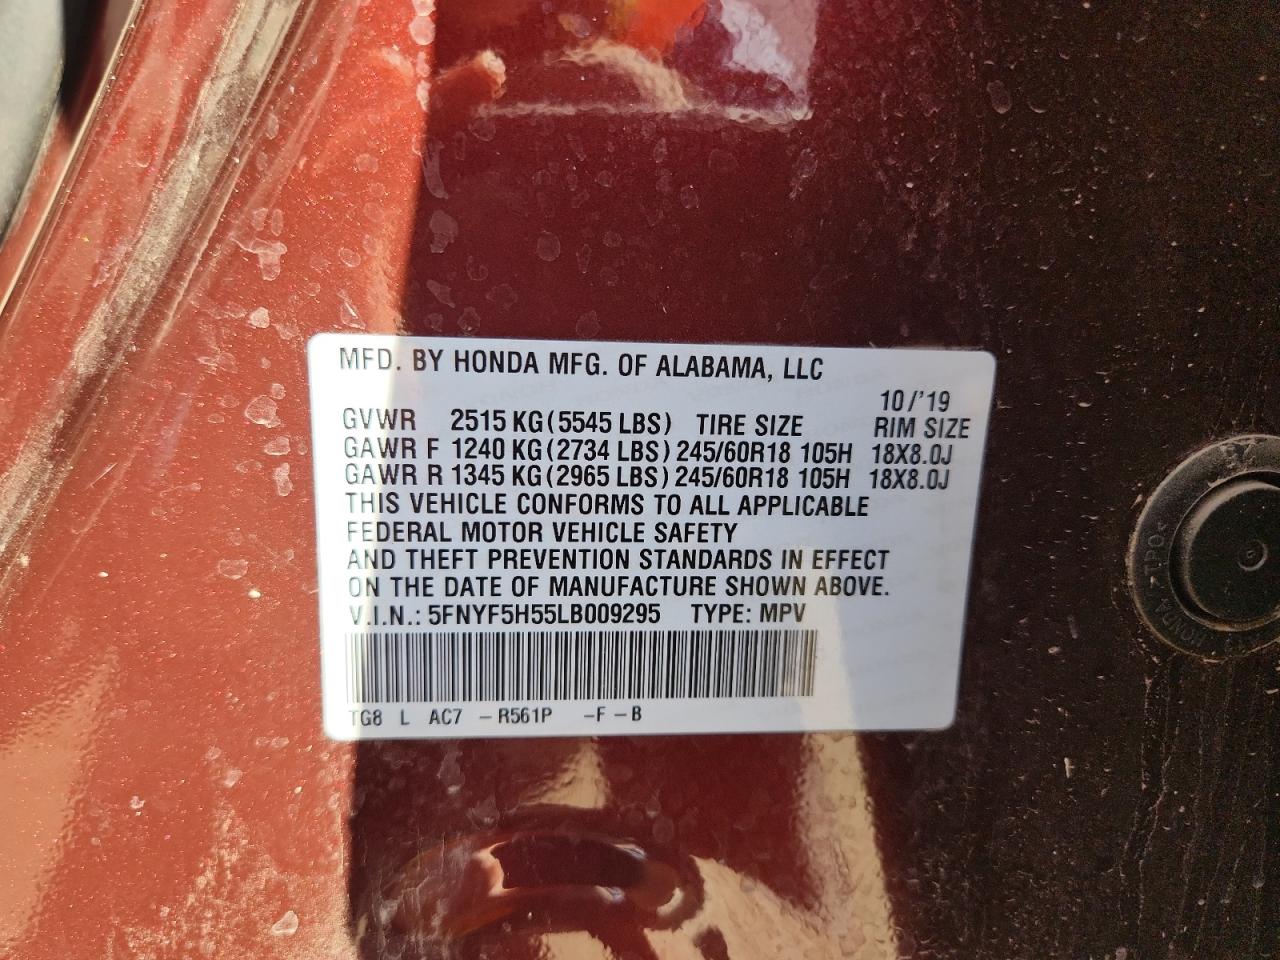 MFD. BY HONDA MFG. OF ALABAMA, LLC
10/'19
GVWR 2515 KG (5545 LBS) TIRE SIZE RIM SIZE
GAWR F 1240 KG (2734 LBS) 245/60R18 105H 18X8.0J
GAWR R 1345 KG (2965 LBS) 245/60R18 105H 18X8.0J
THIS VEHICLE CONFORMS TO ALL APPLICABLE
FEDERAL MOTOR VEHICLE SAFETY
AND THEFT PREVENTION STANDARDS IN EFFECT
ON THE DATE OF MANUFACTURE SHOWN ABOVE.
V.I.N.: 5FNYF5H55LB009295 TYPE: MPV
TG8 L AC7 -R561P -F-B
HONDA